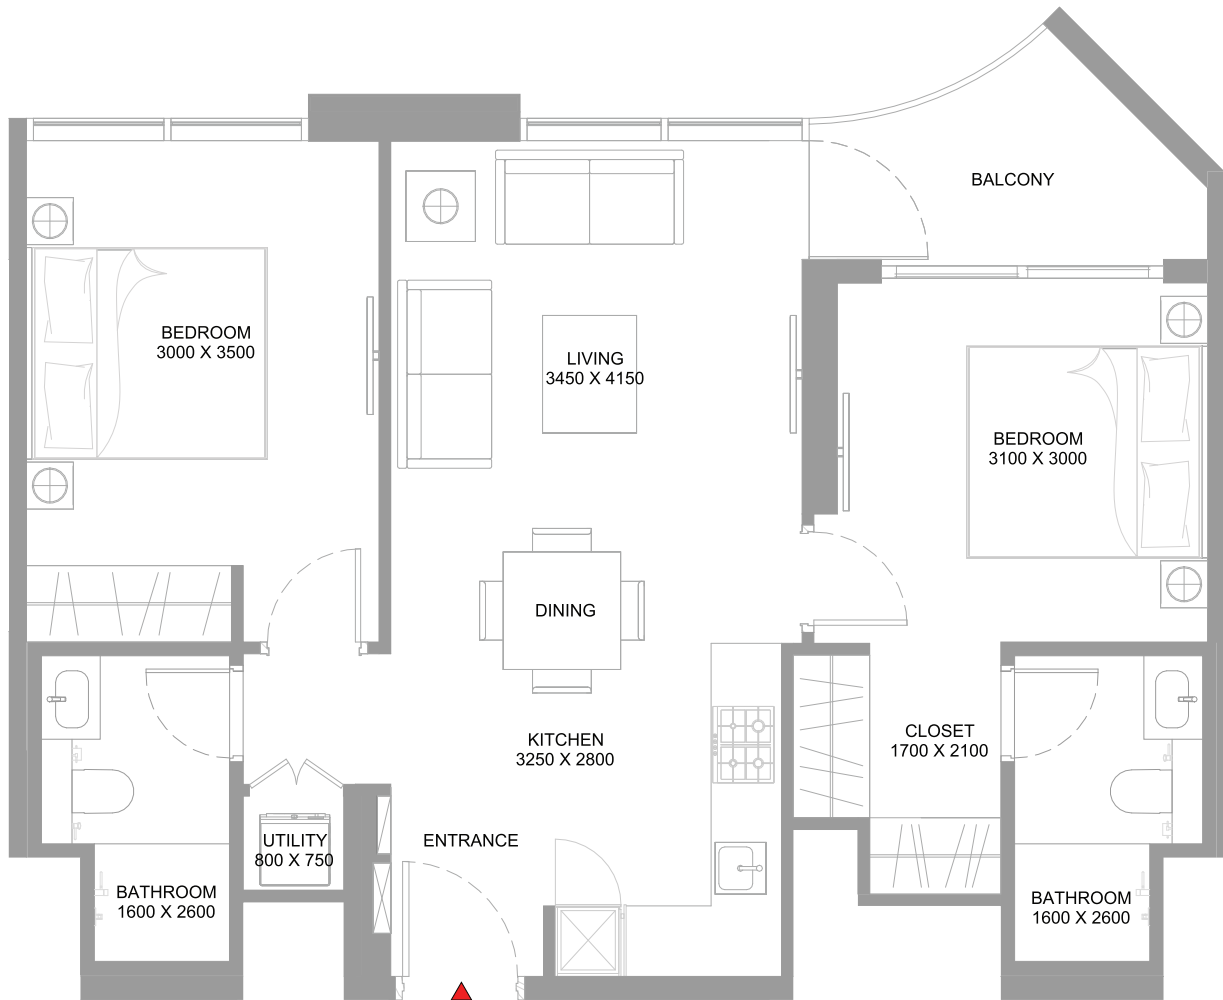 BALCONY
BEDROOM
3000 X 3500
LIVING
3450 X 4150
BEDROOM
3100 X 3000
DINING
KITCHEN
3250 X 2800
CLOSET
1700 X 2100
ENTRANCE
UTILITY
800 X 750
BATHROOM
1600 X 2600
BATHROOM
1600 X 2600